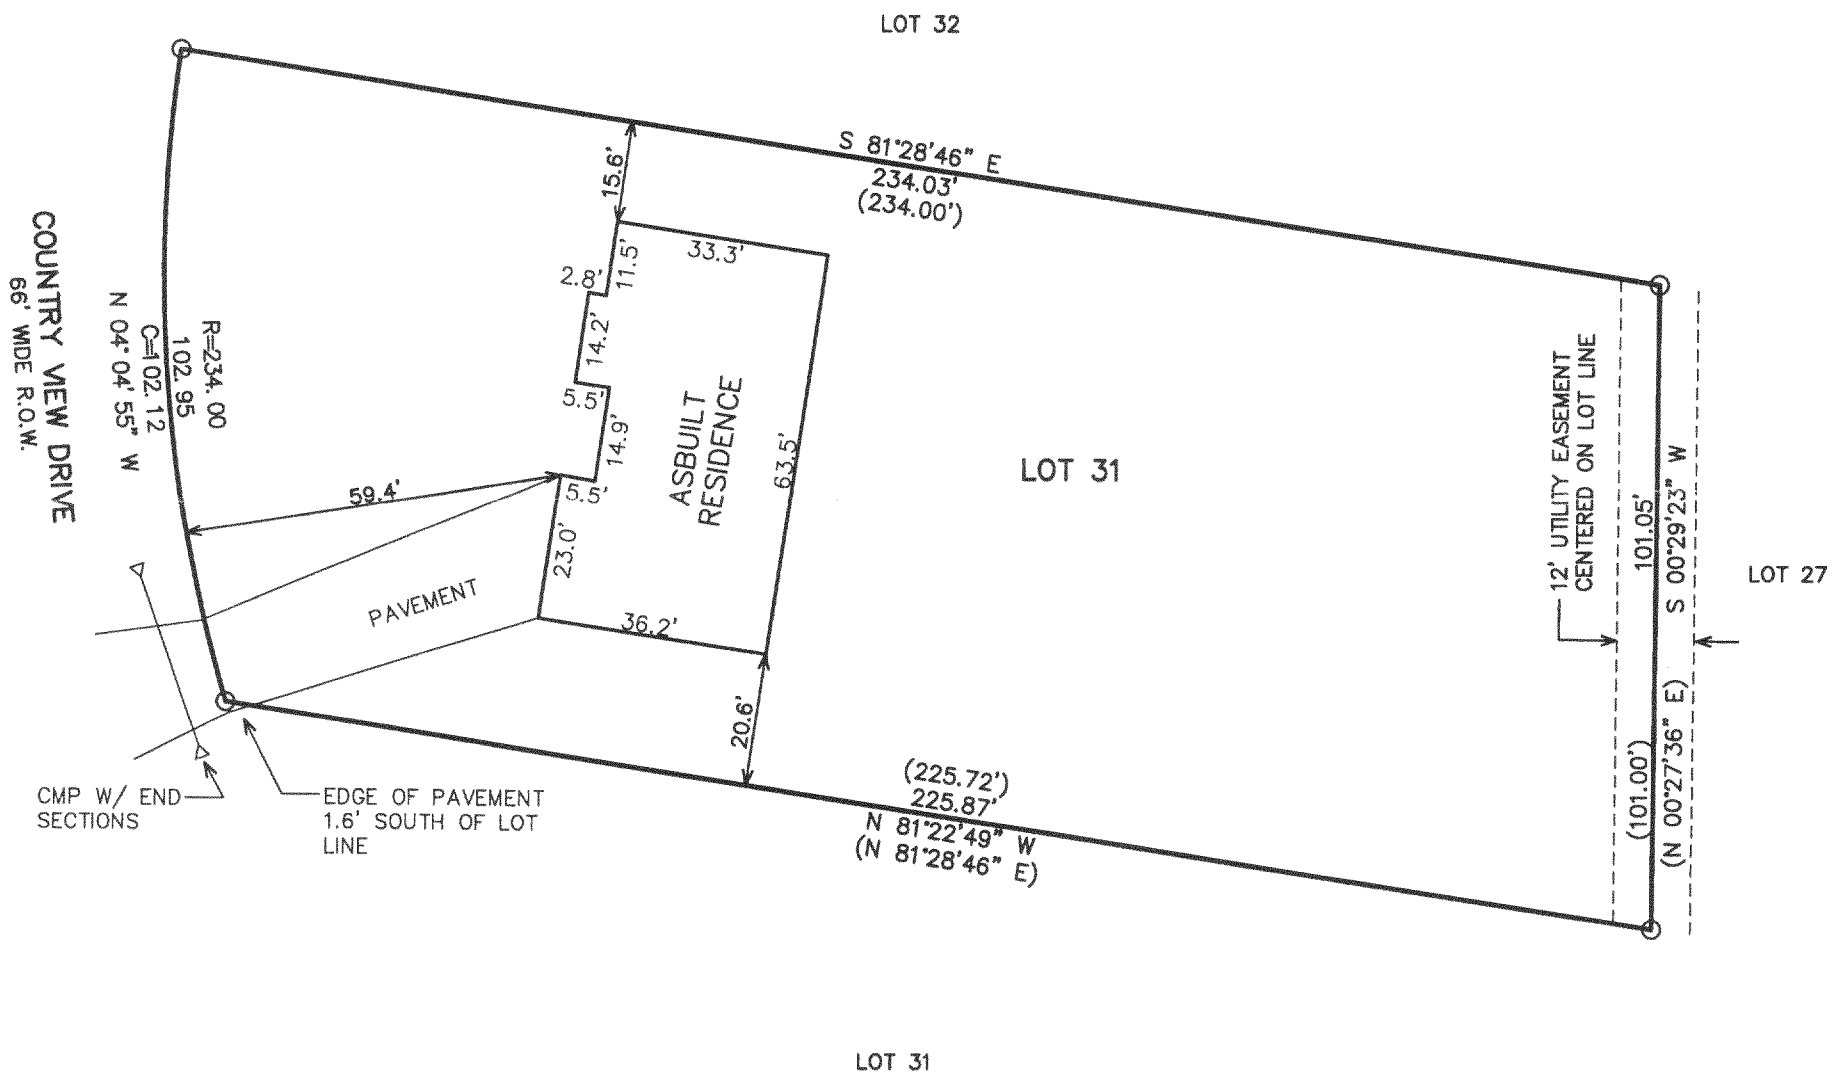 LOT 32
S 81°28'46" E
234.03'
(234.00')
15.6'
33.3'
11.5'
2.8'
14.2'
5.5'
14.9'
5.5'
23.0'
36.2'
63.5'
ASBUILT
RESIDENCE
LOT 31
COUNTRY VIEW DRIVE
66' WIDE R.O.W.
R=234.00
102.95
C=102.12
N 04°04'55" W
59.4'
PAVEMENT
20.6'
12' UTILITY EASEMENT
CENTERED ON LOT LINE
101.05'
S 00°29'23" W
(101.00')
(N 00°27'36" E)
LOT 27
(225.72')
225.87'
N 81°22'49" W
(N 81°28'46" E)
CMP W/ END
SECTIONS
EDGE OF PAVEMENT
1.6' SOUTH OF LOT
LINE
LOT 31